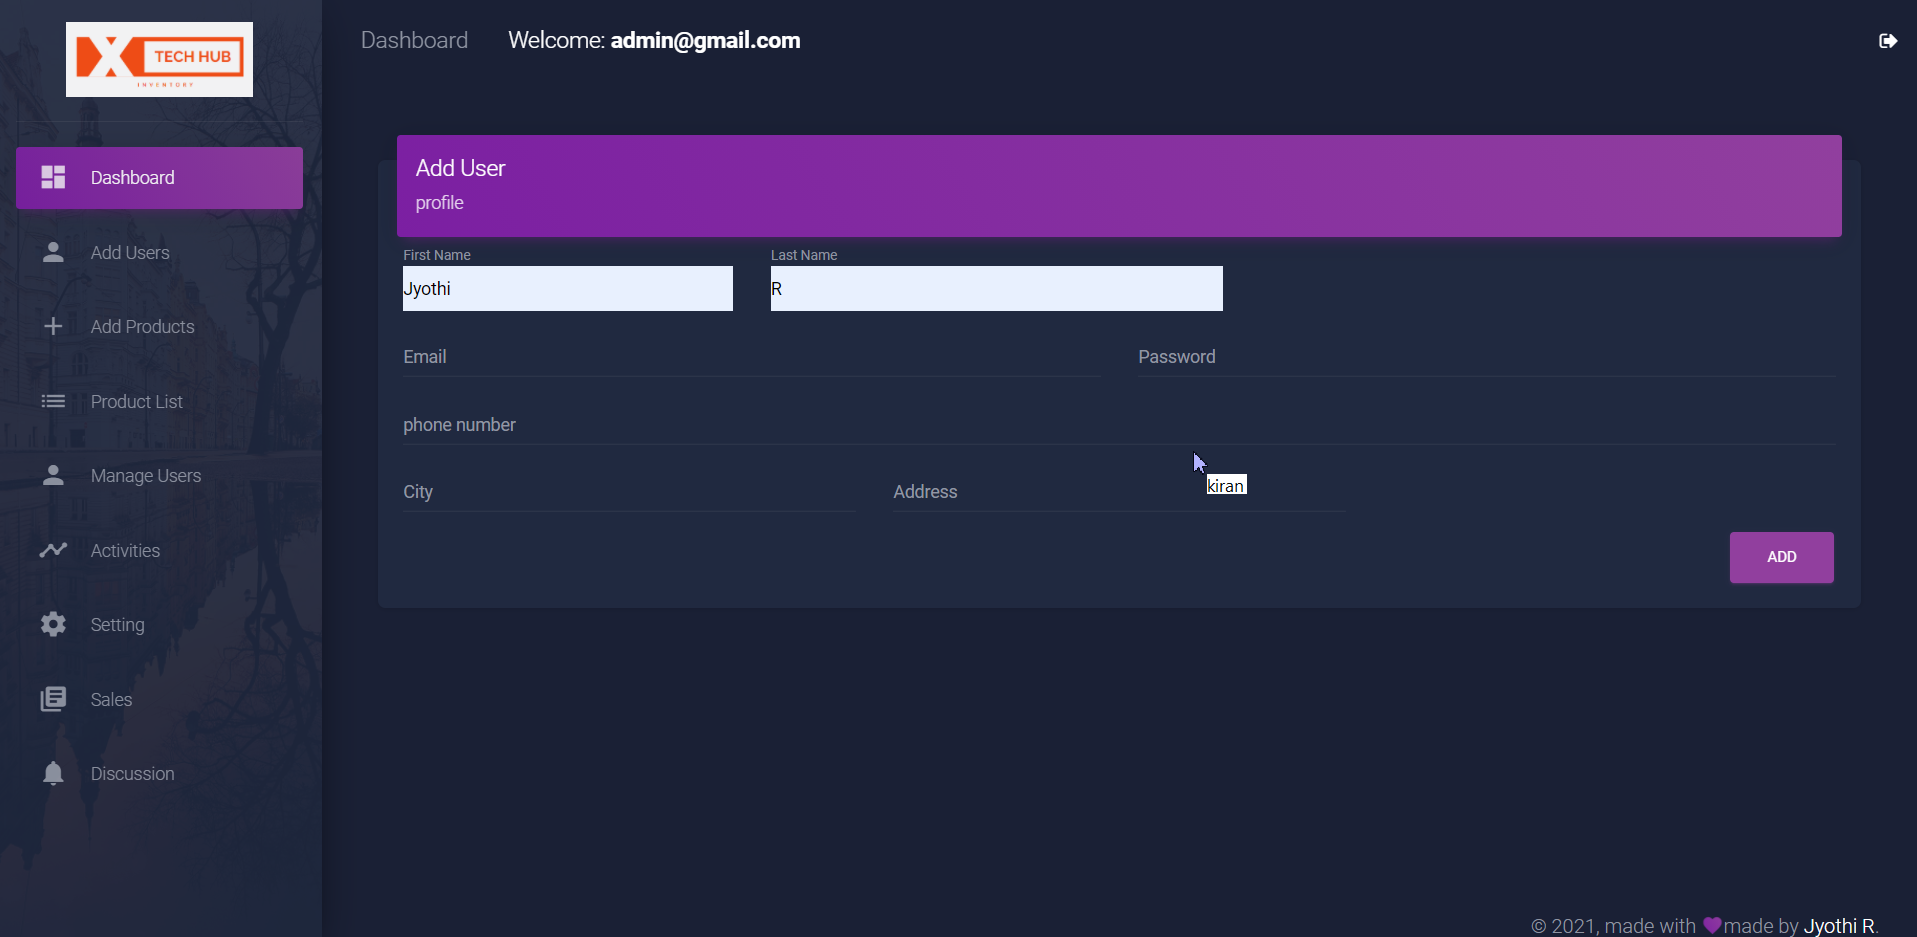 TECH HUB
INVENTORY
Dashboard
Add Users
Add Products
Product List
Manage Users
Activities
Setting
Sales
Discussion
Dashboard Welcome: admin@gmail.com
Add User
profile
First Name Last Name
Jyothi R
Email Password
phone number
kiran
City Address
ADD
© 2021, made with made by Jyothi R.